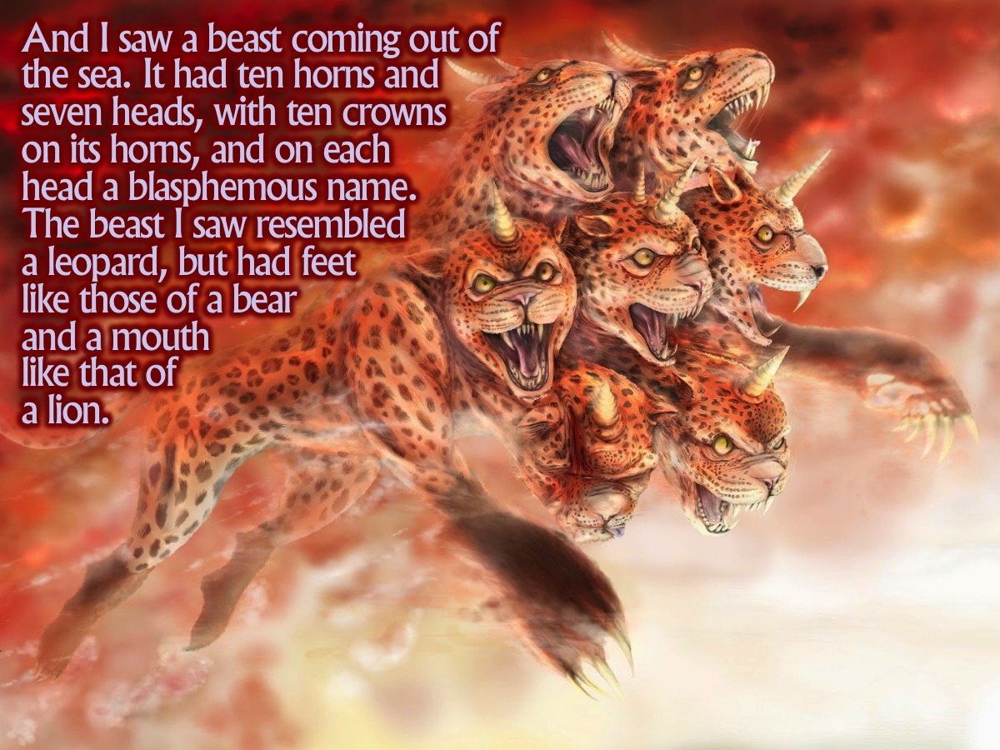 And I saw a beast coming out of
the sea. It had ten horns and
seven heads, with ten crowns
on its horns, and on each
head a blasphemous name.
The beast I saw resembled
a leopard, but had feet
like those of a bear
and a mouth
like that of
a lion.